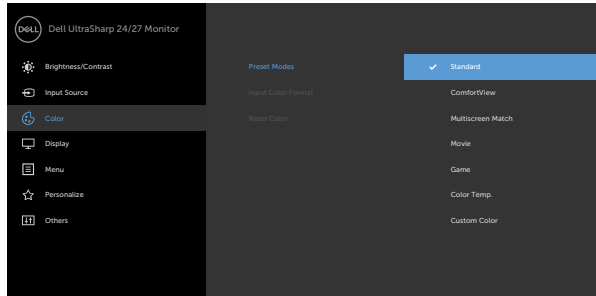 DELL Dell UltraSharp 24/27 Monitor
Brightness/Contrast Preset Modes Standard
Input Source Input Color Format ComfortView
Color Reset Color Multiscreen Match
Display Movie
Menu Game
Personalize Color Temp.
Others Custom Color